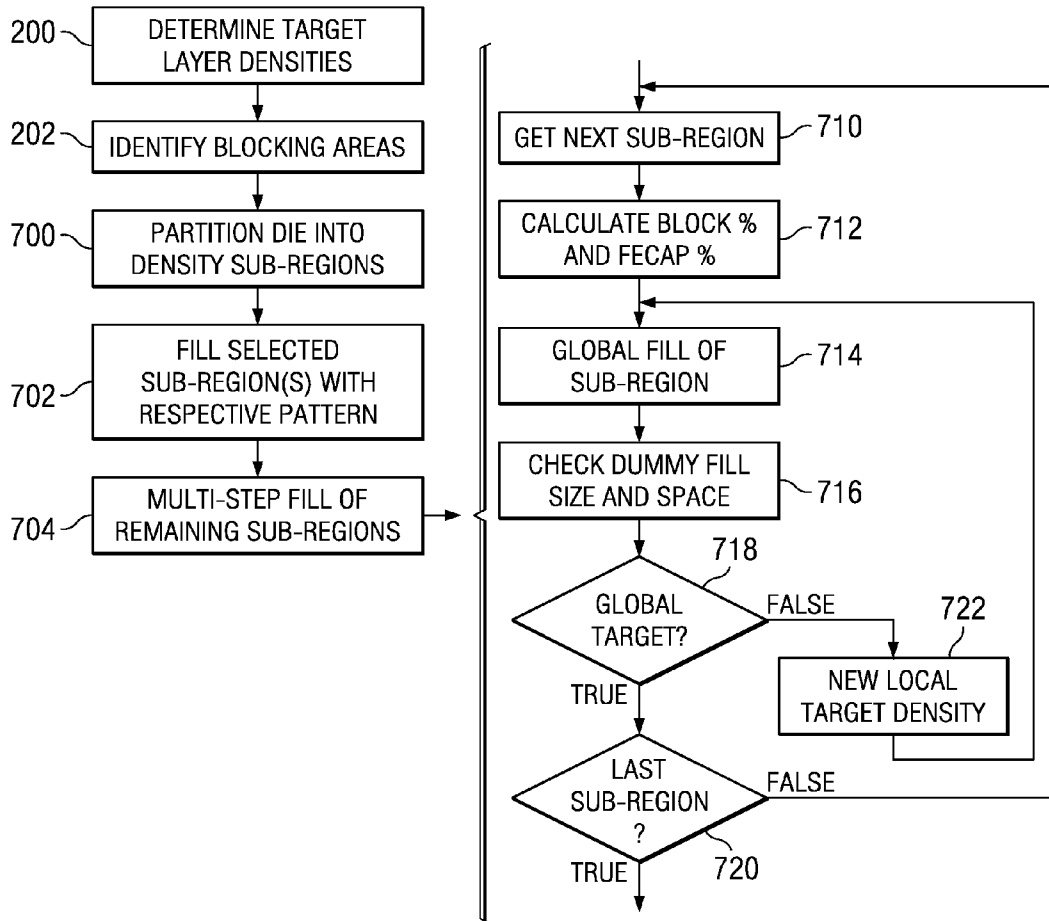 200
DETERMINE TARGET
LAYER DENSITIES
202
IDENTIFY BLOCKING AREAS
700
PARTITION DIE INTO
DENSITY SUB-REGIONS
702
FILL SELECTED
SUB-REGION(S) WITH
RESPECTIVE PATTERN
704
MULTI-STEP FILL OF
REMAINING SUB-REGIONS
GET NEXT SUB-REGION
710
CALCULATE BLOCK %
AND FECAP %
712
GLOBAL FILL OF
SUB-REGION
714
CHECK DUMMY FILL
SIZE AND SPACE
716
718
GLOBAL
TARGET?
FALSE
TRUE
722
NEW LOCAL
TARGET DENSITY
LAST
SUB-REGION
?
FALSE
720
TRUE